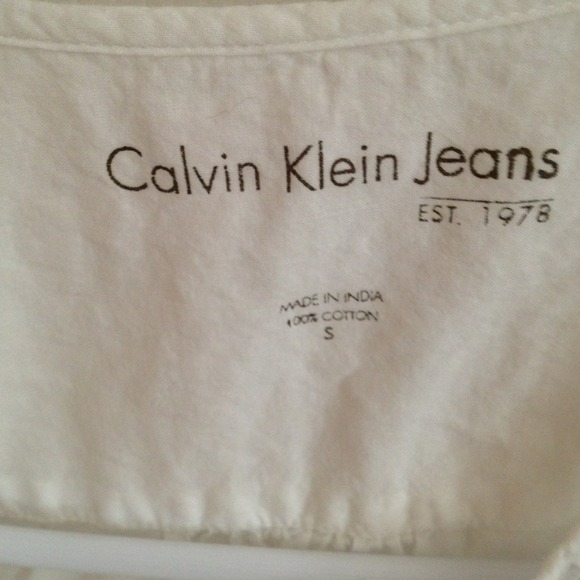 Calvin Klein Jeans
EST. 1978
MADE IN INDIA
100% COTTON
S